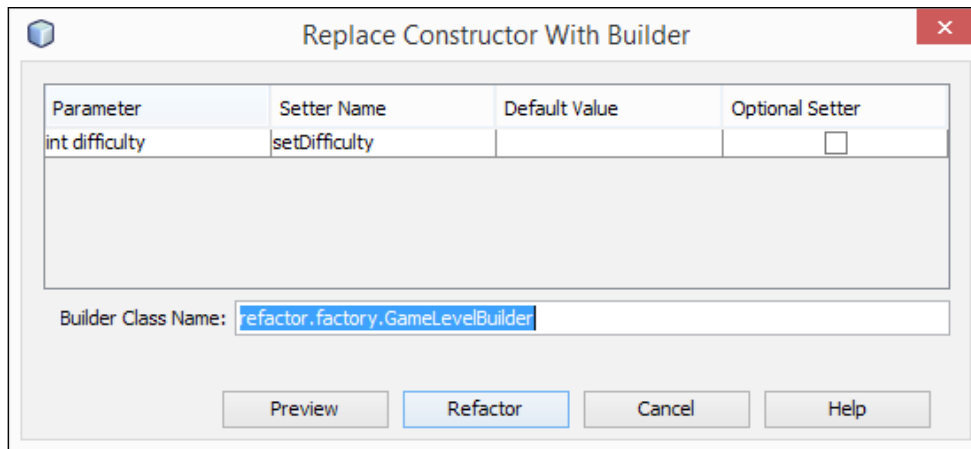 Replace Constructor With Builder
Parameter Setter Name Default Value Optional Setter
int difficulty setDifficulty
Builder Class Name: refactor.factory.GameLevelBuilder
Preview Refactor Cancel Help